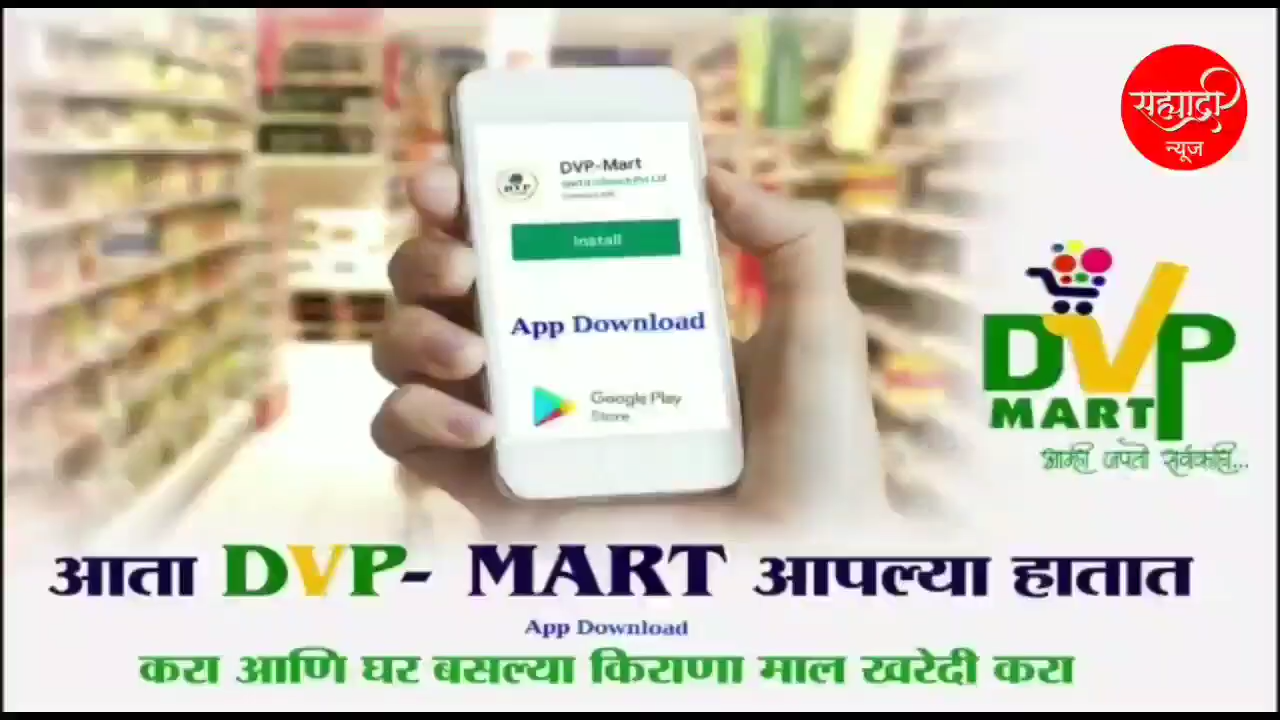 सह्याद्री
न्यूज
DVP-Mart
Install
App Download
Google Play
Store
DVP
MART
आम्ही जपतो सर्वकाही...
आता DVP- MART आपल्या हातात
App Download
करा आणि घर बसल्या किराणा माल खरेदी करा